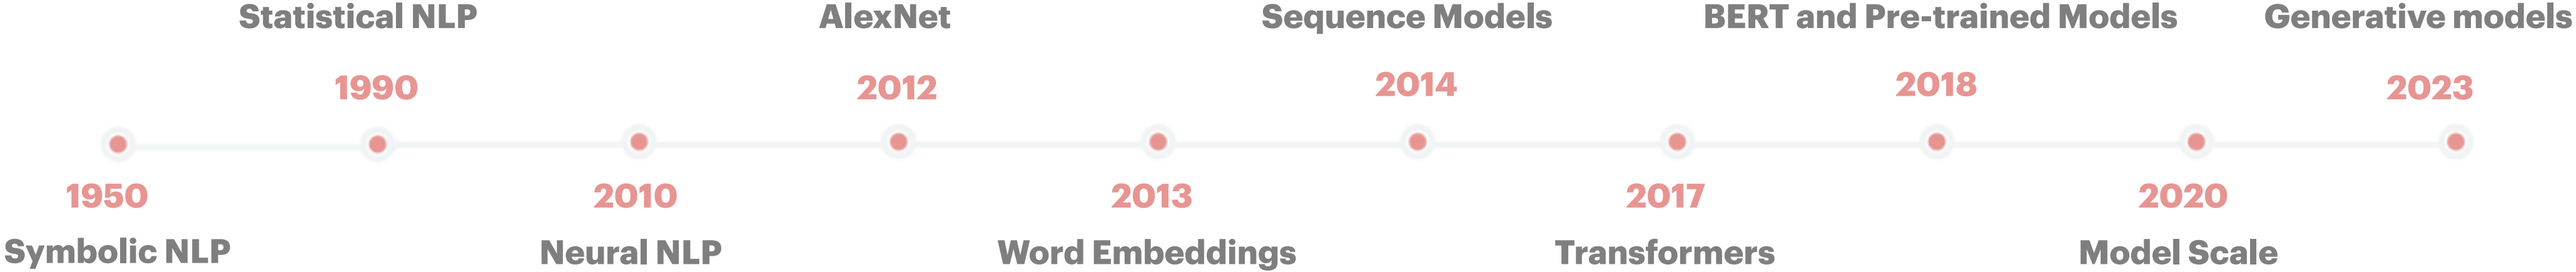 Statistical NLP
AlexNet
Sequence Models
BERT and Pre-trained Models
Generative models
1990
2012
2014
2018
2023
1950
2010
2013
2017
2020
Symbolic NLP
Neural NLP
Word Embeddings
Transformers
Model Scale